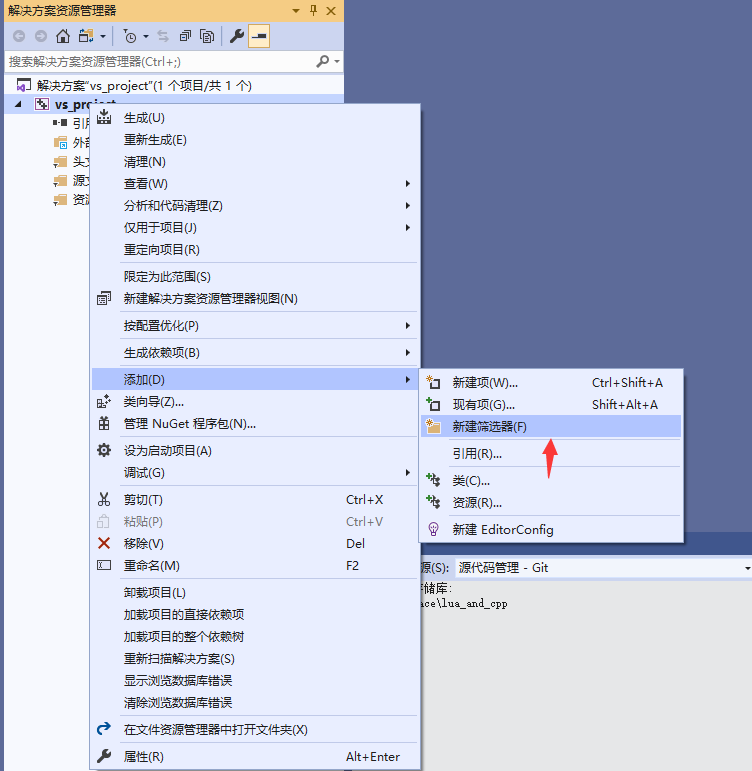 解决方案资源管理器
搜索解决方案资源管理器(Ctrl+;)
解决方案"vs_project"(1 个项目/共 1 个)
vs_project
引用
外部
头文
源文
资源
生成(U)
重新生成(E)
清理(N)
查看(W)
分析和代码清理(Z)
仅用于项目(J)
重定向项目(R)
限定为此范围(S)
新建解决方案资源管理器视图(N)
按配置优化(P)
生成依赖项(B)
添加(D)
类向导(Z)...
管理 NuGet 程序包(N)...
设为启动项目(A)
调试(G)
剪切(T) Ctrl+X
粘贴(P) Ctrl+V
移除(V) Del
重命名(M) F2
卸载项目(L)
加载项目的直接依赖项
加载项目的整个依赖树
重新扫描解决方案(S)
显示浏览数据库错误
清除浏览数据库错误
在文件资源管理器中打开文件夹(X)
属性(R) Alt+Enter
新建项(W)... Ctrl+Shift+A
现有项(G)... Shift+Alt+A
新建筛选器(F)
引用(R)...
类(C)...
资源(R)...
新建 EditorConfig
源(S): 源代码管理 - Git
存储库:
ace\lua_and_cpp